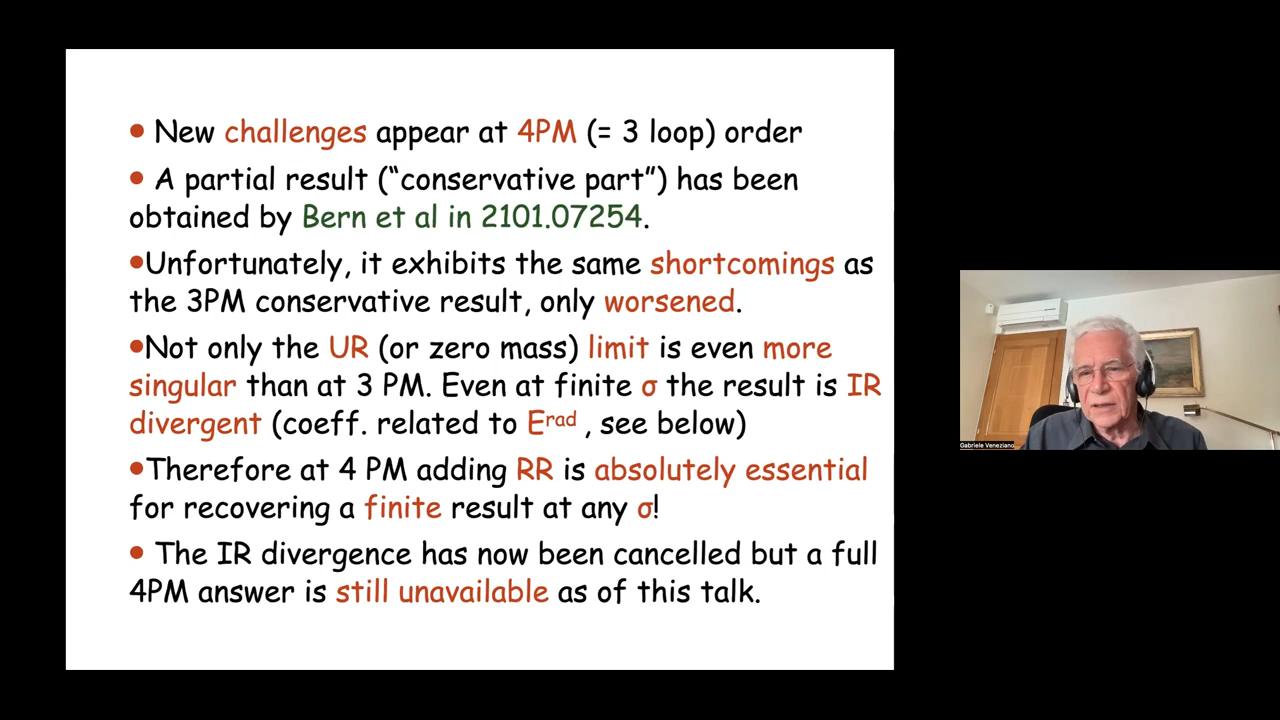 • New challenges appear at 4PM (= 3 loop) order
• A partial result (“conservative part”) has been
obtained by Bern et al in 2101.07254.
•Unfortunately, it exhibits the same shortcomings as
the 3PM conservative result, only worsened.
•Not only the UR (or zero mass) limit is even more
singular than at 3 PM. Even at finite σ the result is IR
divergent (coeff. related to Eʳᵃᵈ , see below)
•Therefore at 4 PM adding RR is absolutely essential
for recovering a finite result at any σ!
• The IR divergence has now been cancelled but a full
4PM answer is still unavailable as of this talk.
Gabriele Veneziano